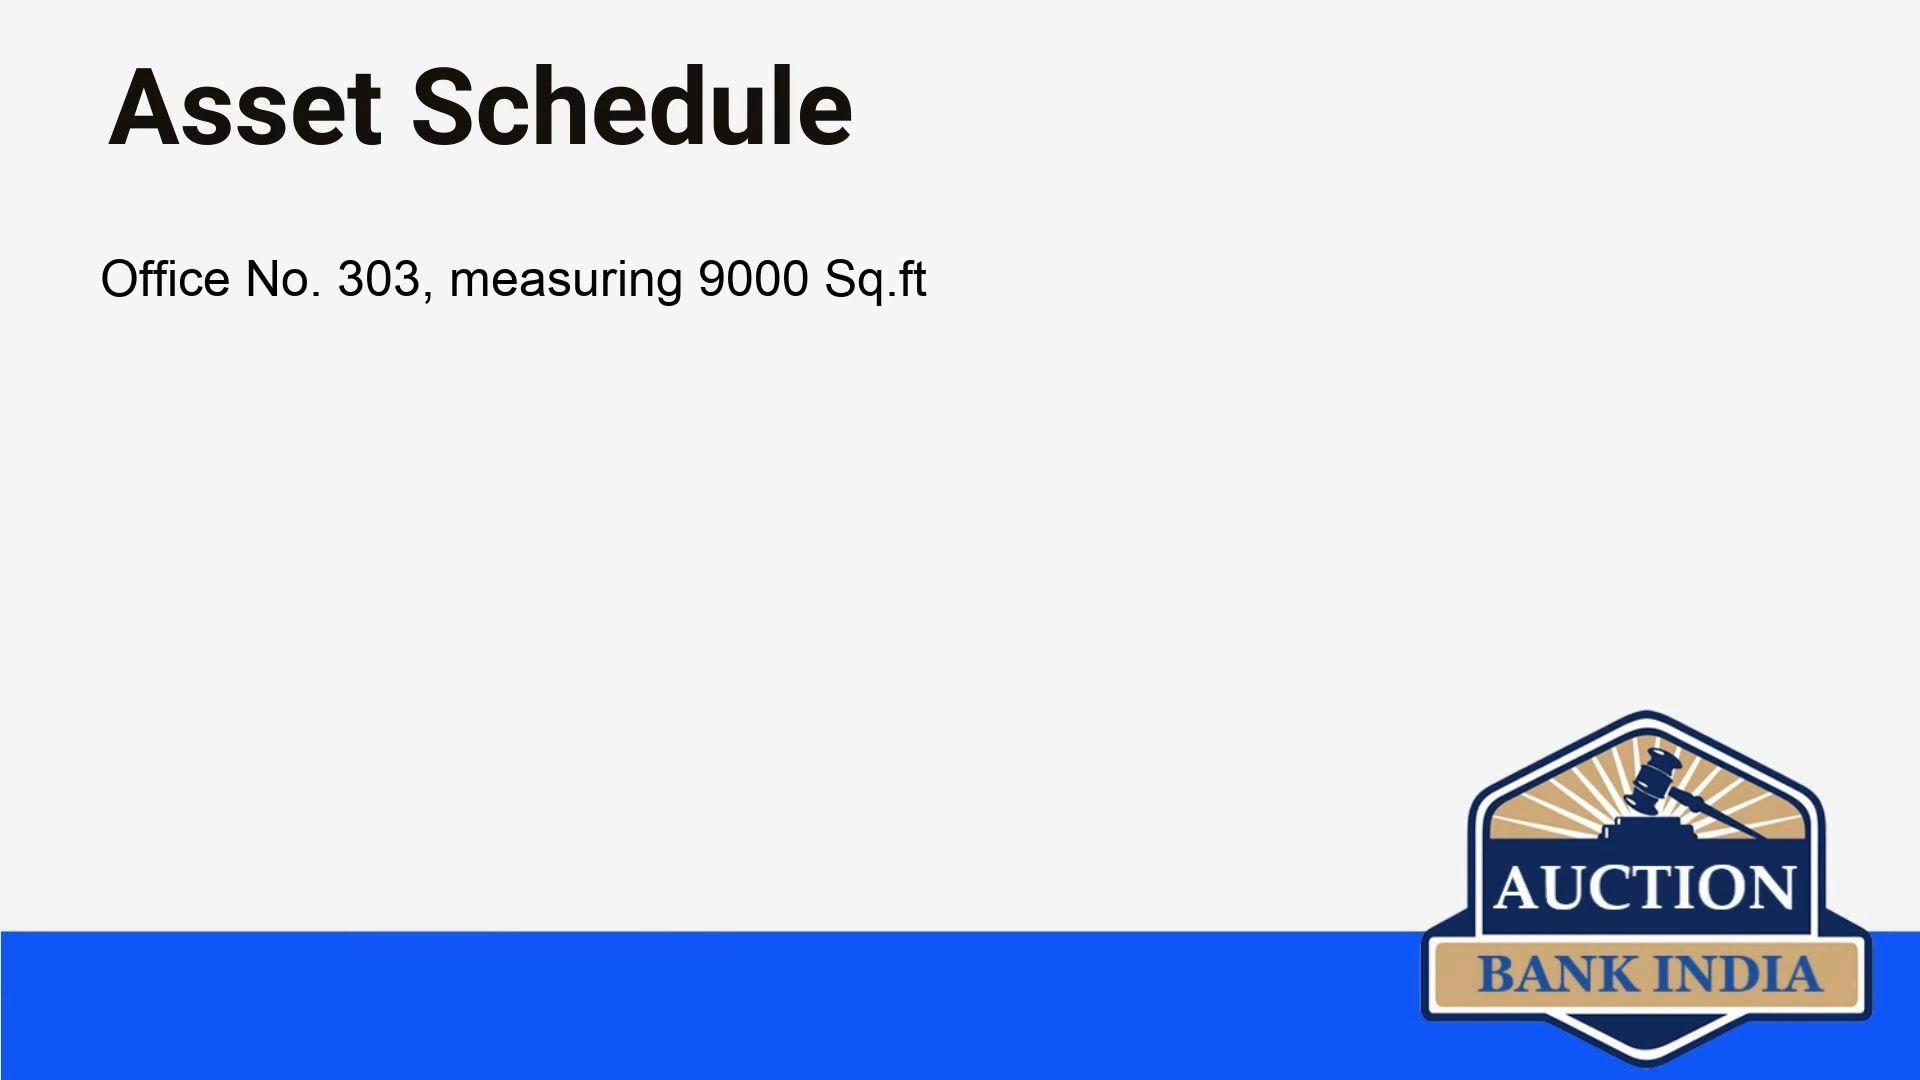 Asset Schedule
Office No. 303, measuring 9000 Sq.ft
AUCTION
BANK INDIA